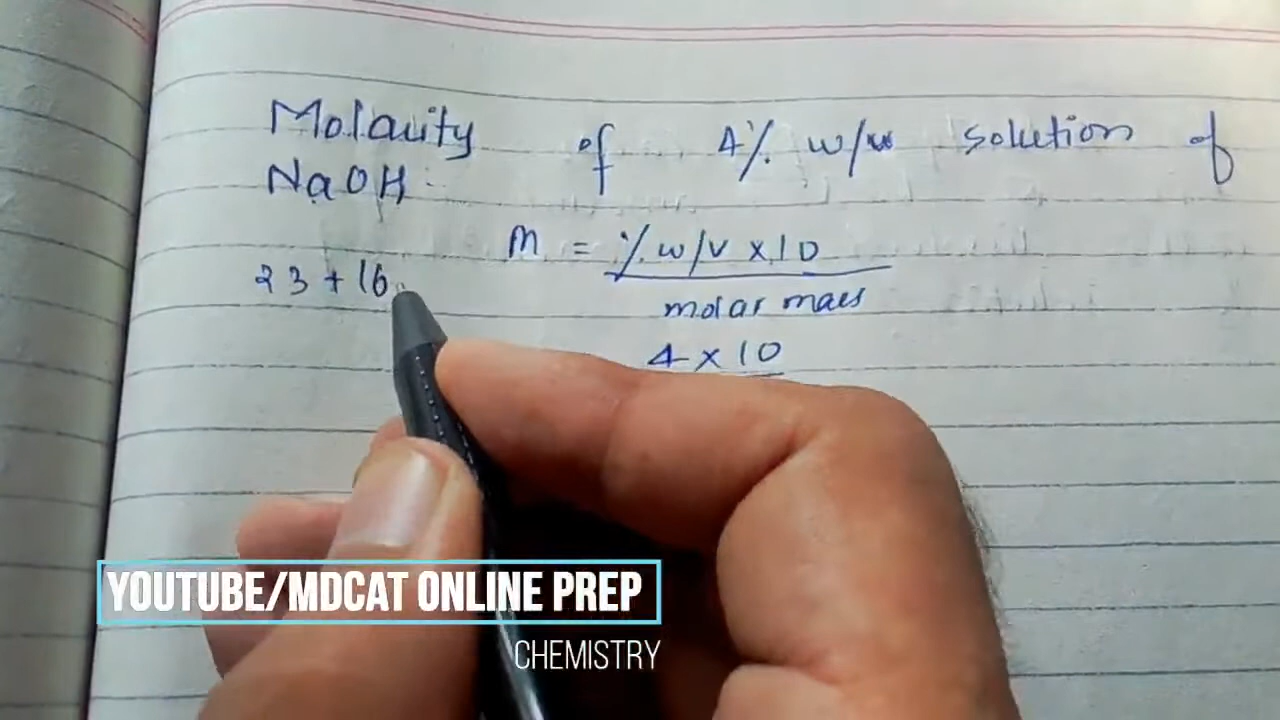 Molarity of 4% w/w solution of
NaOH:
M = % w/v x 10
molar mass
23 + 16
4 x 10
YOUTUBE/MDCAT ONLINE PREP
CHEMISTRY